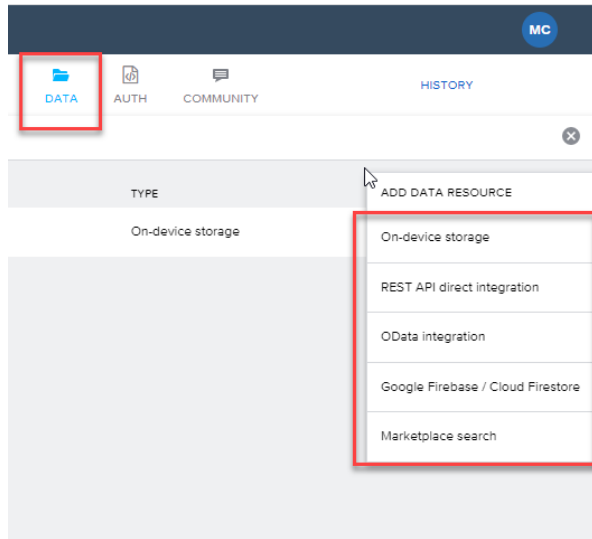 MC
DATA
AUTH
COMMUNITY
HISTORY
TYPE
ADD DATA RESOURCE
On-device storage
On-device storage
REST API direct integration
OData integration
Google Firebase / Cloud Firestore
Marketplace search